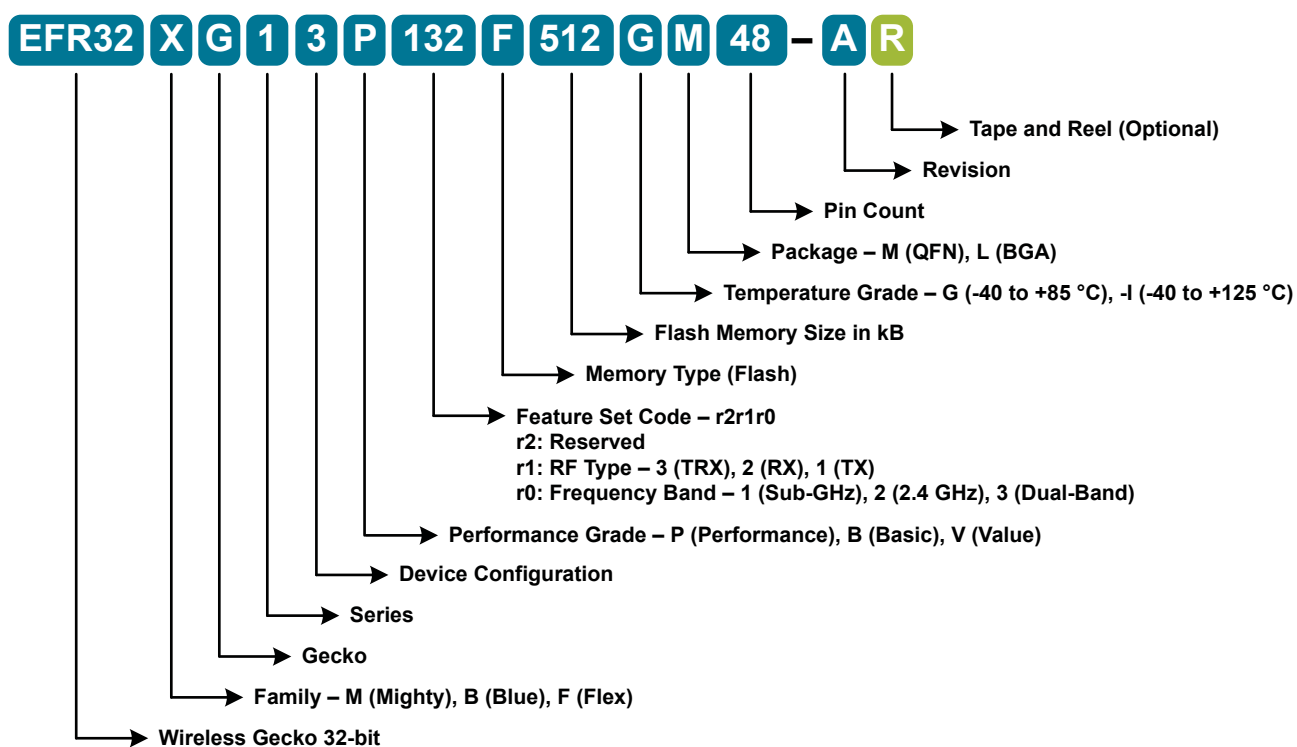 EFR32 X G 1 3 P 132 F 512 G M 48 – A R
Tape and Reel (Optional)
Revision
Pin Count
Package – M (QFN), L (BGA)
Temperature Grade – G (-40 to +85 °C), -I (-40 to +125 °C)
Flash Memory Size in kB
Memory Type (Flash)
Feature Set Code – r2r1r0
r2: Reserved
r1: RF Type – 3 (TRX), 2 (RX), 1 (TX)
r0: Frequency Band – 1 (Sub-GHz), 2 (2.4 GHz), 3 (Dual-Band)
Performance Grade – P (Performance), B (Basic), V (Value)
Device Configuration
Series
Gecko
Family – M (Mighty), B (Blue), F (Flex)
Wireless Gecko 32-bit